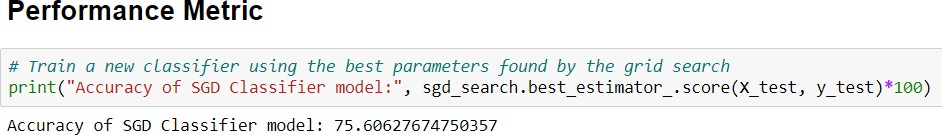 Performance Metric
# Train a new classifier using the best parameters found by the grid search
print("Accuracy of SGD Classifier model:", sgd_search.best_estimator_.score(X_test, y_test)*100)
Accuracy of SGD Classifier model: 75.60627674750357